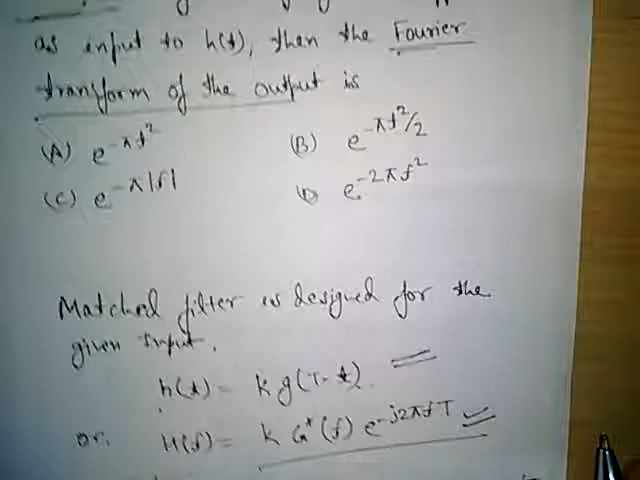 as input to h(t), then the Fourier
transform of the output is
(A) e^{-πf²} (B) e^{-πf²/2}
(C) e^{-π|f|} (D) e^{-2πf²}
Matched filter is designed for the
given input.
h(t) = k g(T-t)
or, H(f) = k G*(f) e^{-j2πfT}